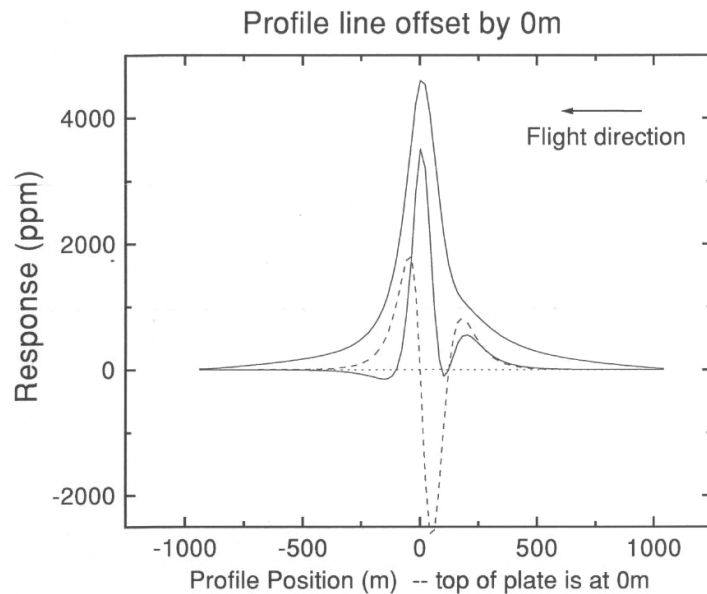 Profile line offset by 0m
Flight direction
Response (ppm)
4000
2000
0
-2000
-1000 -500 0 500 1000
Profile Position (m) -- top of plate is at 0m